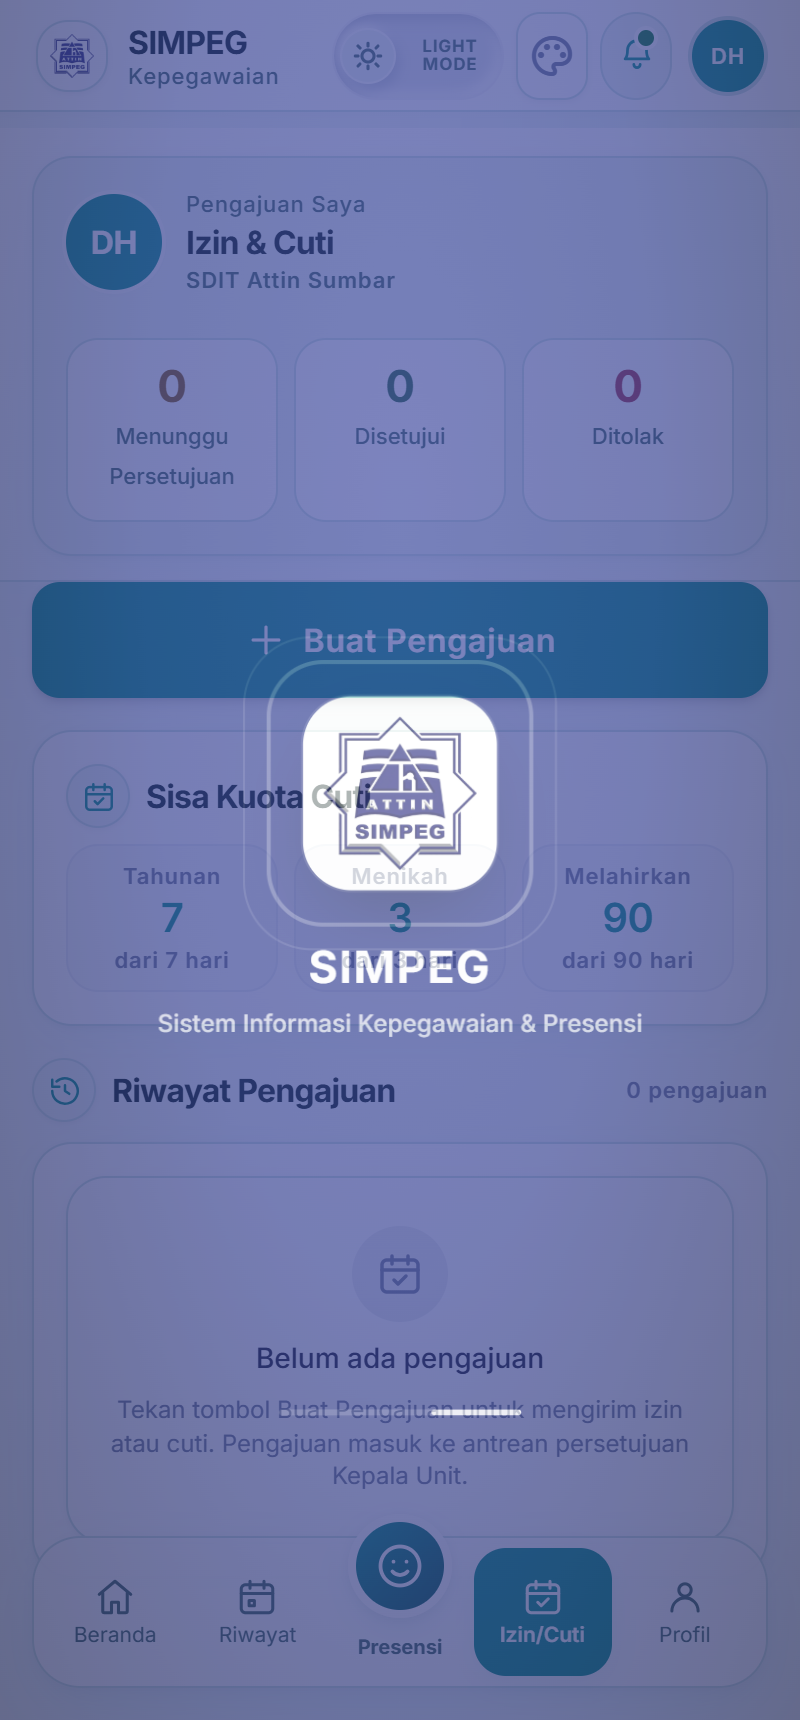 SIMPEG
Kepegawaian
LIGHT
MODE
DH
DH
Pengajuan Saya
Izin & Cuti
SDIT Attin Sumbar
0
Menunggu
Persetujuan
0
Disetujui
0
Ditolak
Buat Pengajuan
Sisa Kuota Cuti
ATTIN
SIMPEG
Tahunan
7
dari 7 hari
Menikah
3
dari 3 hari
Melahirkan
90
dari 90 hari
SIMPEG
Sistem Informasi Kepegawaian & Presensi
Riwayat Pengajuan
0 pengajuan
Belum ada pengajuan
Tekan tombol Buat Pengajuan untuk mengirim izin
atau cuti. Pengajuan masuk ke antrean persetujuan
Kepala Unit.
Beranda
Riwayat
Presensi
Izin/Cuti
Profil